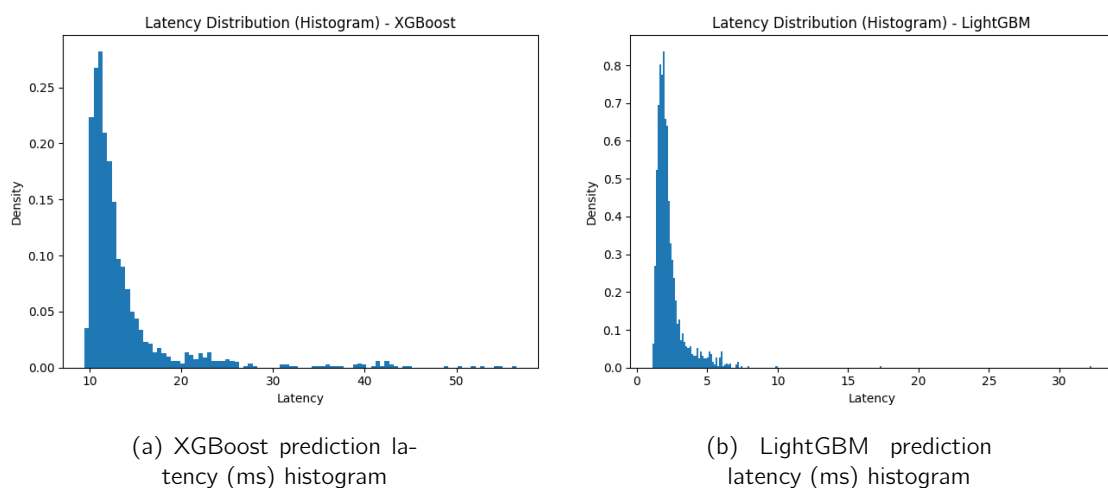 Latency Distribution (Histogram) - XGBoost
Density
0.25
0.20
0.15
0.10
0.05
0.00
10
20
30
40
50
Latency
(a) XGBoost prediction la-
tency (ms) histogram
Latency Distribution (Histogram) - LightGBM
Density
0.8
0.7
0.6
0.5
0.4
0.3
0.2
0.1
0.0
0
5
10
15
20
25
30
Latency
(b) LightGBM prediction
latency (ms) histogram